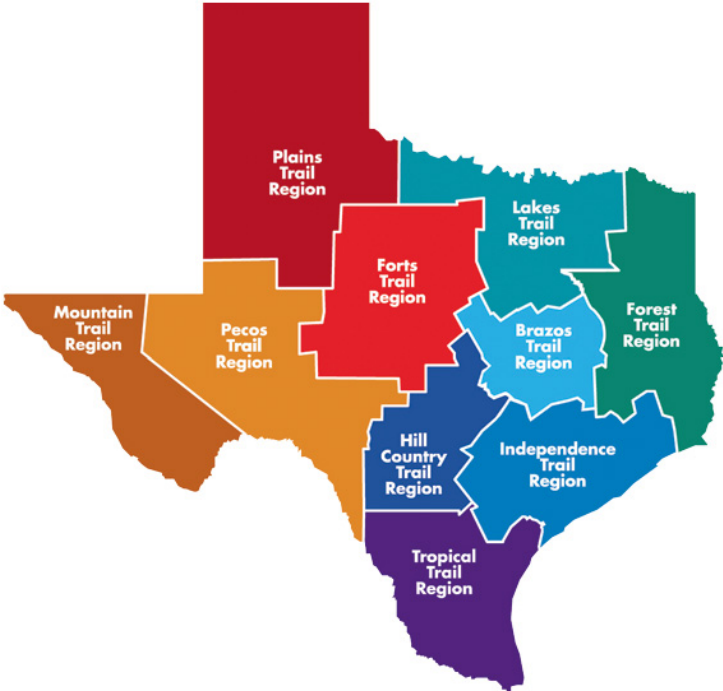 Plains
Trail
Region
Lakes
Trail
Region
Forts
Trail
Region
Mountain
Trail
Region
Pecos
Trail
Region
Brazos
Trail
Region
Forest
Trail
Region
Hill
Country
Trail
Region
Independence
Trail
Region
Tropical
Trail
Region